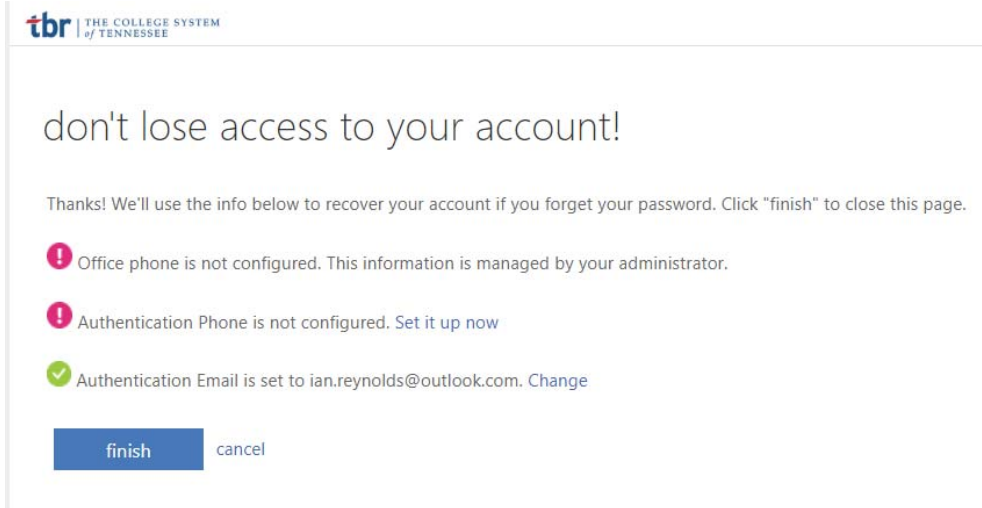 tbr THE COLLEGE SYSTEM
of TENNESSEE
don't lose access to your account!
Thanks! We'll use the info below to recover your account if you forget your password. Click "finish" to close this page.
! Office phone is not configured. This information is managed by your administrator.
! Authentication Phone is not configured. Set it up now
Authentication Email is set to ian.reynolds@outlook.com. Change
finish cancel